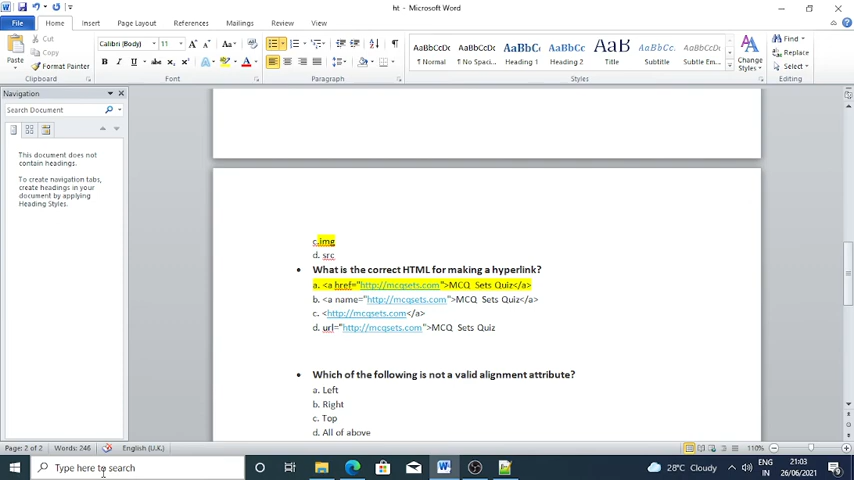 ht - Microsoft Word
File
Home
Insert
Page Layout
References
Mailings
Review
View
Paste
Cut
Copy
Format Painter
Clipboard
Calibri (Body)
11
Font
Paragraph
AaBbCcDc
¶ Normal
AaBbCcDc
¶ No Spaci...
AaBbCc
Heading 1
AaBbCc
Heading 2
AaB
Title
AaBbCc.
Subtitle
AaBbCcDc
Subtle Em...
Change
Styles
Styles
Find
Replace
Select
Editing
Navigation
Search Document
This document does not
contain headings.
To create navigation tabs,
create headings in your
document by applying
Heading Styles.
c.img
d. src
• What is the correct HTML for making a hyperlink?
a. <a href="http://mcqsets.com">MCQ Sets Quiz</a>
b. <a name="http://mcqsets.com">MCQ Sets Quiz</a>
c. <http://mcqsets.com</a>
d. url="http://mcqsets.com">MCQ Sets Quiz
• Which of the following is not a valid alignment attribute?
a. Left
b. Right
c. Top
d. All of above
Page: 2 of 2
Words: 246
English (U.K.)
110%
Type here to search
28°C Cloudy
ENG
IN
21:03
26/06/2021